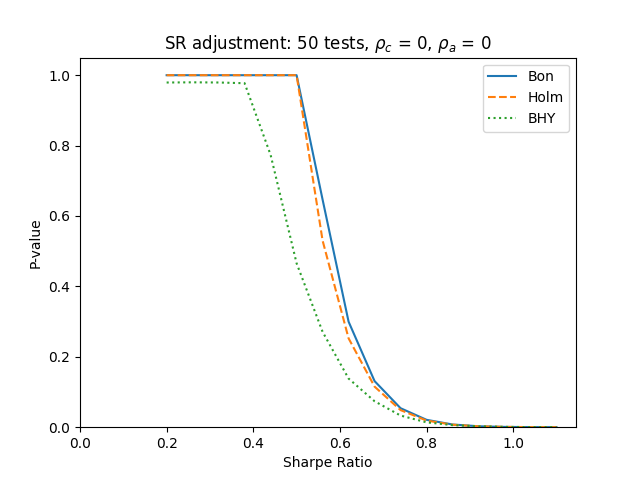 SR adjustment: 50 tests, ρc = 0, ρa = 0
1.0
0.8
0.6
0.4
0.2
0.0
P-value
Bon
Holm
BHY
0.0 0.2 0.4 0.6 0.8 1.0
Sharpe Ratio